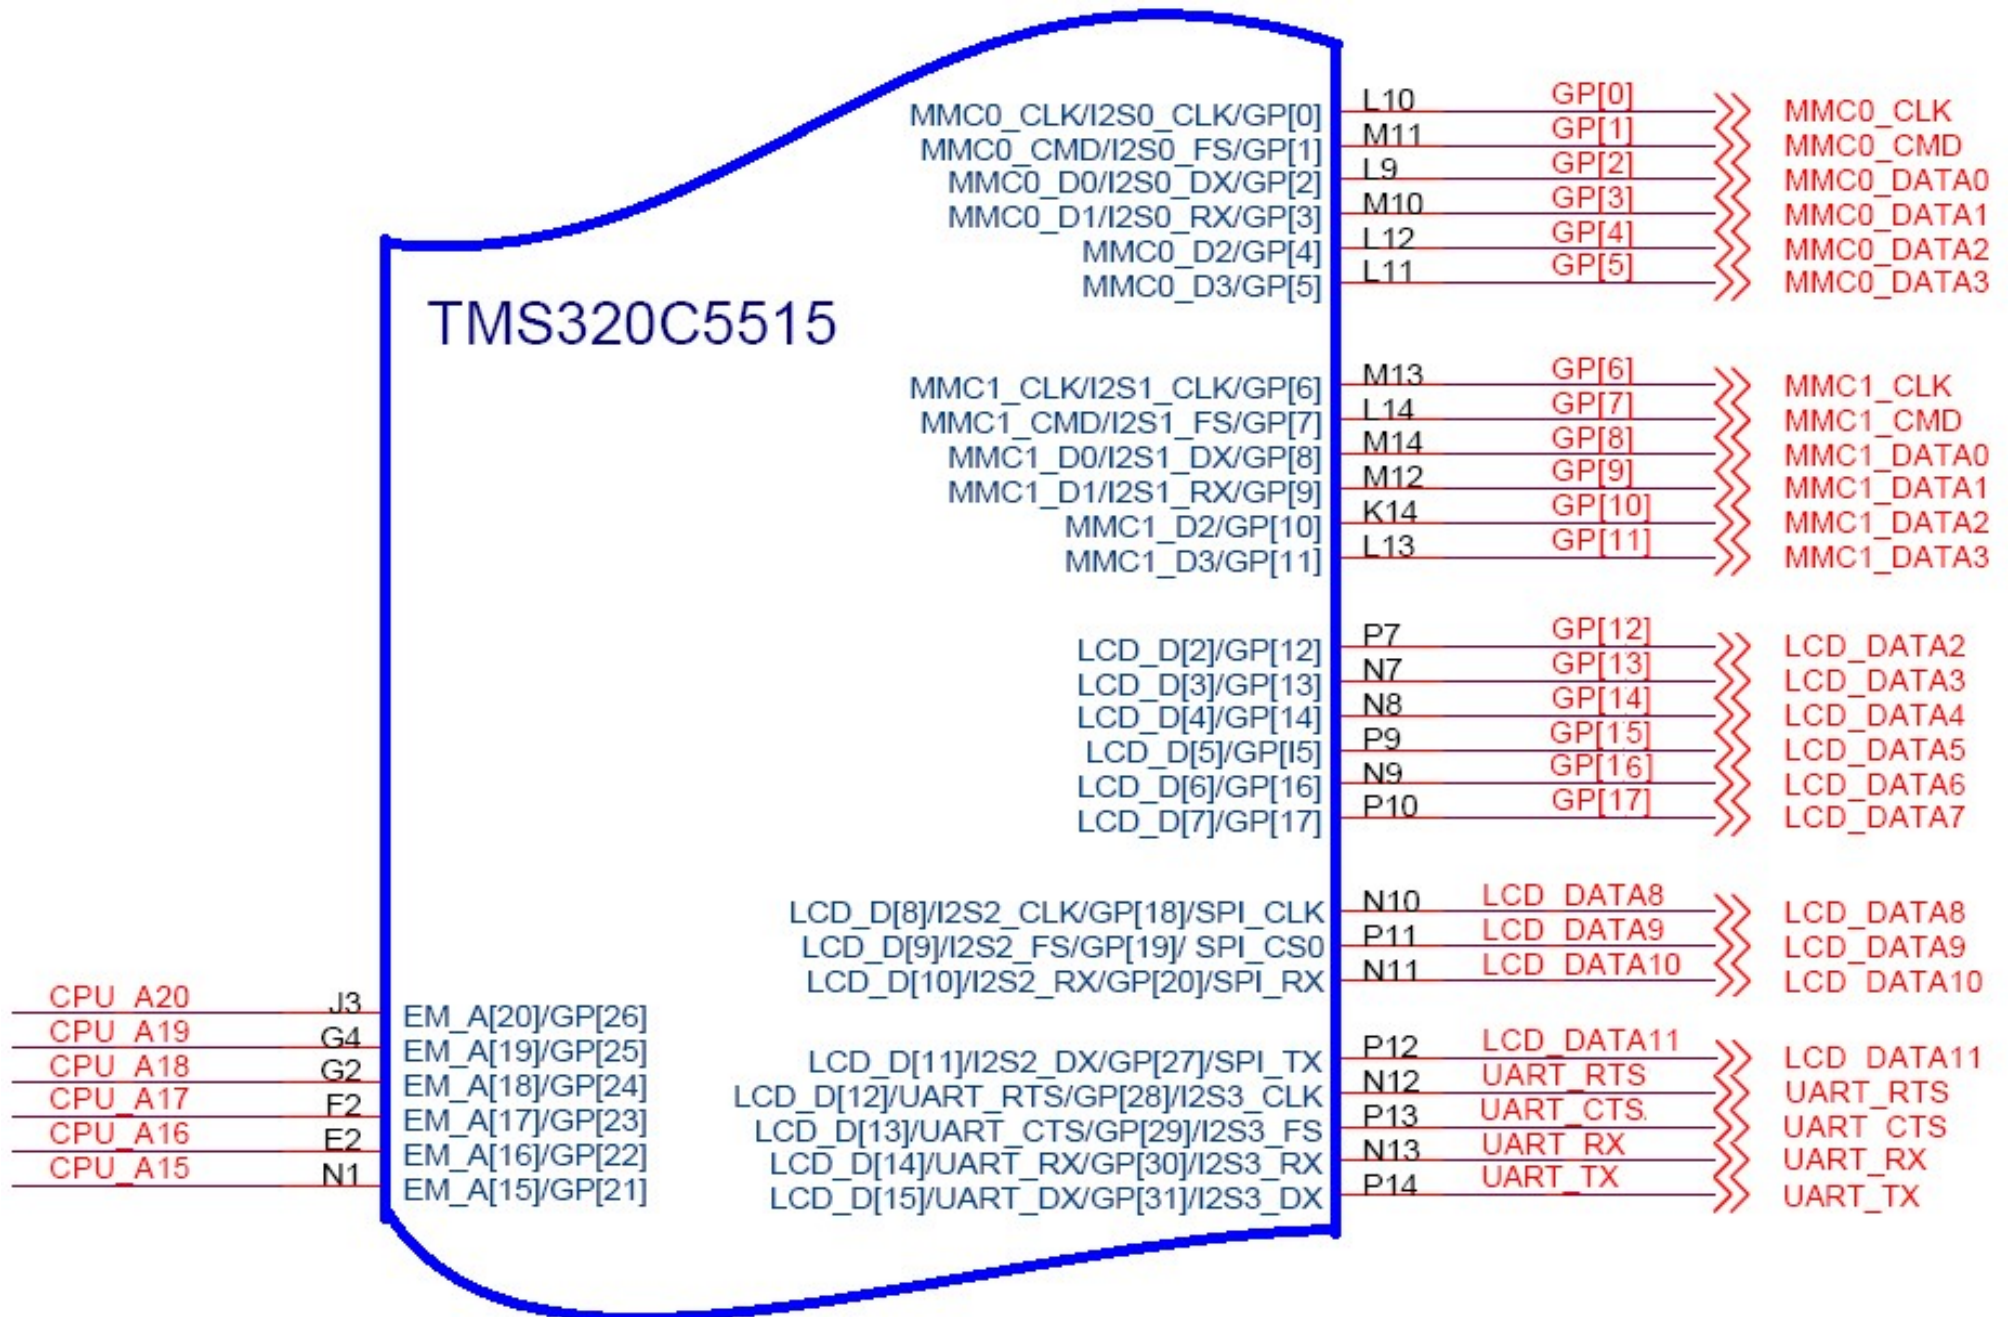 MMC0_CLK/I2S0_CLK/GP[0] L10 GP[0] MMC0_CLK
MMC0_CMD/I2S0_FS/GP[1] M11 GP[1] MMC0_CMD
MMC0_D0/I2S0_DX/GP[2] L9 GP[2] MMC0_DATA0
MMC0_D1/I2S0_RX/GP[3] M10 GP[3] MMC0_DATA1
MMC0_D2/GP[4] L12 GP[4] MMC0_DATA2
MMC0_D3/GP[5] L11 GP[5] MMC0_DATA3
TMS320C5515
MMC1_CLK/I2S1_CLK/GP[6] M13 GP[6] MMC1_CLK
MMC1_CMD/I2S1_FS/GP[7] L14 GP[7] MMC1_CMD
MMC1_D0/I2S1_DX/GP[8] M14 GP[8] MMC1_DATA0
MMC1_D1/I2S1_RX/GP[9] M12 GP[9] MMC1_DATA1
MMC1_D2/GP[10] K14 GP[10] MMC1_DATA2
MMC1_D3/GP[11] L13 GP[11] MMC1_DATA3
LCD_D[2]/GP[12] P7 GP[12] LCD_DATA2
LCD_D[3]/GP[13] N7 GP[13] LCD_DATA3
LCD_D[4]/GP[14] N8 GP[14] LCD_DATA4
LCD_D[5]/GP[I5] P9 GP[15] LCD_DATA5
LCD_D[6]/GP[16] N9 GP[16] LCD_DATA6
LCD_D[7]/GP[17] P10 GP[17] LCD_DATA7
LCD_D[8]/I2S2_CLK/GP[18]/SPI_CLK N10 LCD_DATA8 LCD_DATA8
LCD_D[9]/I2S2_FS/GP[19]/ SPI_CS0 P11 LCD_DATA9 LCD_DATA9
LCD_D[10]/I2S2_RX/GP[20]/SPI_RX N11 LCD_DATA10 LCD_DATA10
CPU_A20 J3 EM_A[20]/GP[26]
CPU_A19 G4 EM_A[19]/GP[25]
CPU_A18 G2 EM_A[18]/GP[24]
CPU_A17 F2 EM_A[17]/GP[23]
CPU_A16 E2 EM_A[16]/GP[22]
CPU_A15 N1 EM_A[15]/GP[21]
LCD_D[11]/I2S2_DX/GP[27]/SPI_TX P12 LCD_DATA11 LCD_DATA11
LCD_D[12]/UART_RTS/GP[28]/I2S3_CLK N12 UART_RTS UART_RTS
LCD_D[13]/UART_CTS/GP[29]/I2S3_FS P13 UART_CTS. UART_CTS
LCD_D[14]/UART_RX/GP[30]/I2S3_RX N13 UART_RX UART_RX
LCD_D[15]/UART_DX/GP[31]/I2S3_DX P14 UART_TX UART_TX